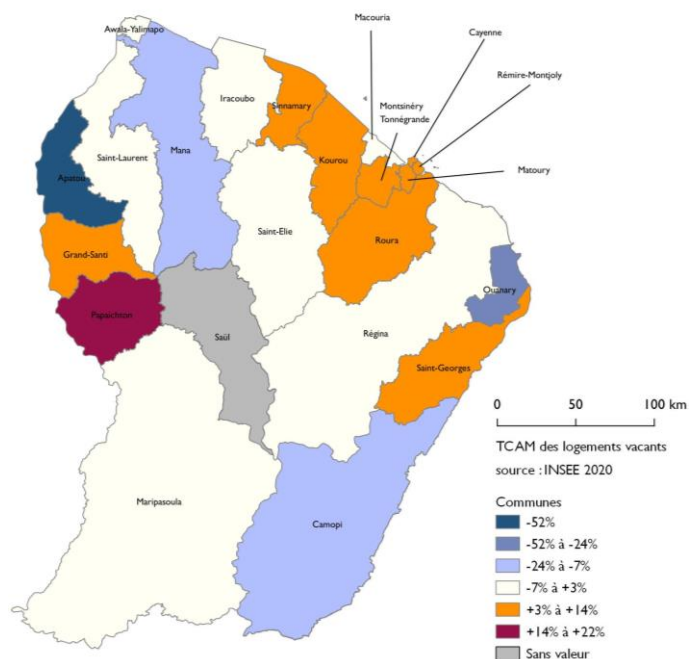 Macouria
Cayenne
Awala-Yalimapo
Rémire-Montjoly
Iracoubo
Sinnamary
Montsinéry
Tonnégrande
Mana
Saint-Laurent
Kourou
Matoury
Apatou
Saint-Elie
Roura
Grand-Santi
Ouanary
Papaichton
Saül
Régina
Saint-Georges
0 50 100 km
TCAM des logements vacants
source : INSEE 2020
Maripasoula
Camopi
Communes
-52%
-52% à -24%
-24% à -7%
-7% à +3%
+3% à +14%
+14% à +22%
Sans valeur